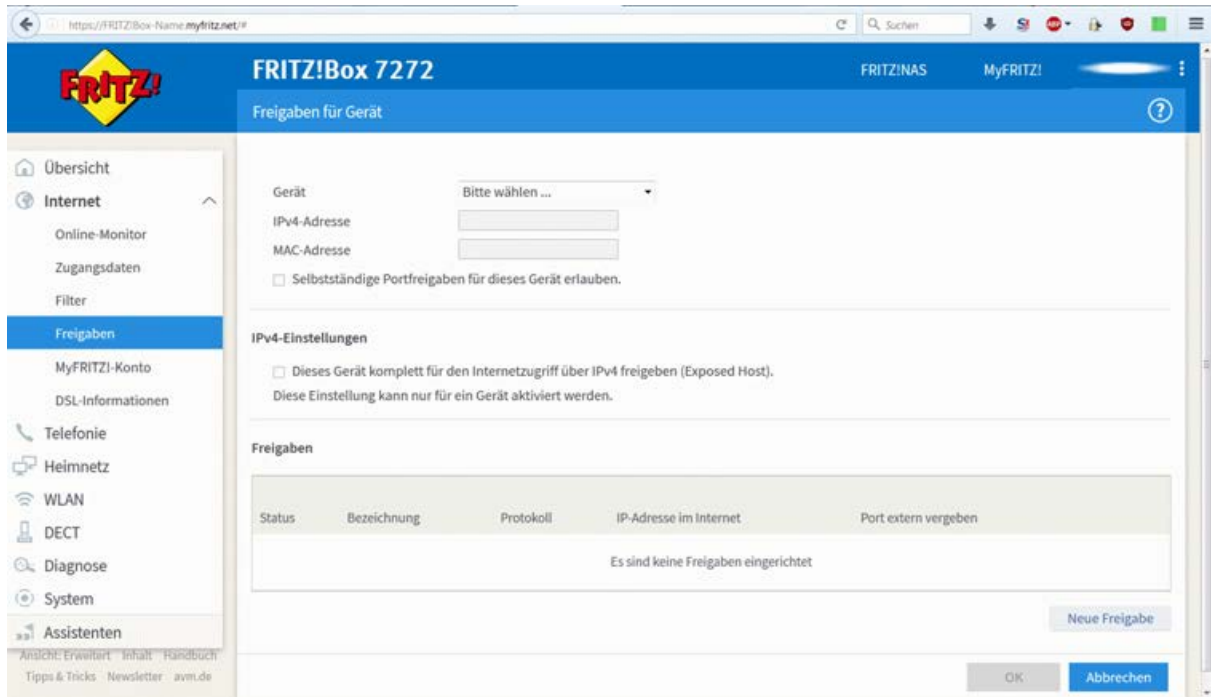 https://FRITZ!Box-Name.myfritz.net/#
Suchen
FRITZ!
FRITZ!Box 7272
FRITZ!NAS
MyFRITZ!
Freigaben für Gerät
?
Übersicht
Internet
Online-Monitor
Zugangsdaten
Filter
Freigaben
MyFRITZ!-Konto
DSL-Informationen
Telefonie
Heimnetz
WLAN
DECT
Diagnose
System
Assistenten
Ansicht: Erweitert Inhalt Handbuch
Tipps & Tricks Newsletter avm.de
Gerät Bitte wählen ...
IPv4-Adresse
MAC-Adresse
Selbstständige Portfreigaben für dieses Gerät erlauben.
IPv4-Einstellungen
Dieses Gerät komplett für den Internetzugriff über IPv4 freigeben (Exposed Host).
Diese Einstellung kann nur für ein Gerät aktiviert werden.
Freigaben
Status Bezeichnung Protokoll IP-Adresse im Internet Port extern vergeben
Es sind keine Freigaben eingerichtet
Neue Freigabe
OK Abbrechen